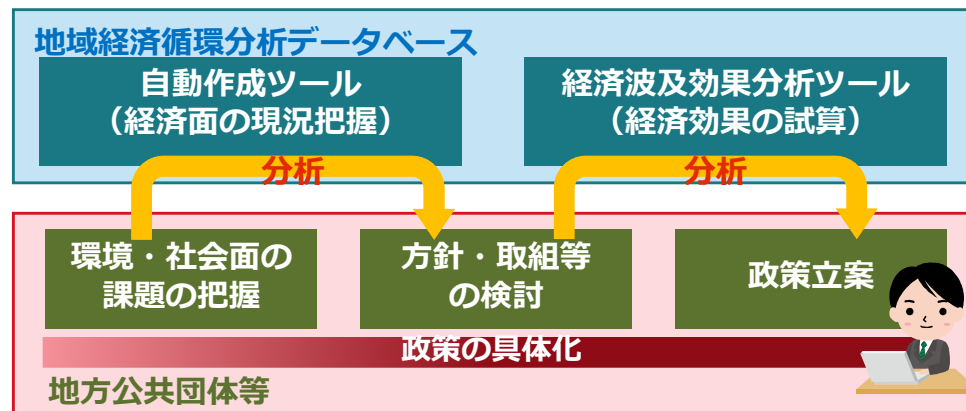 地域経済循環分析データベース
自動作成ツール
（経済面の現況把握）
経済波及効果分析ツール
（経済効果の試算）
分析
分析
環境・社会面の
課題の把握
方針・取組等
の検討
政策立案
政策の具体化
地方公共団体等